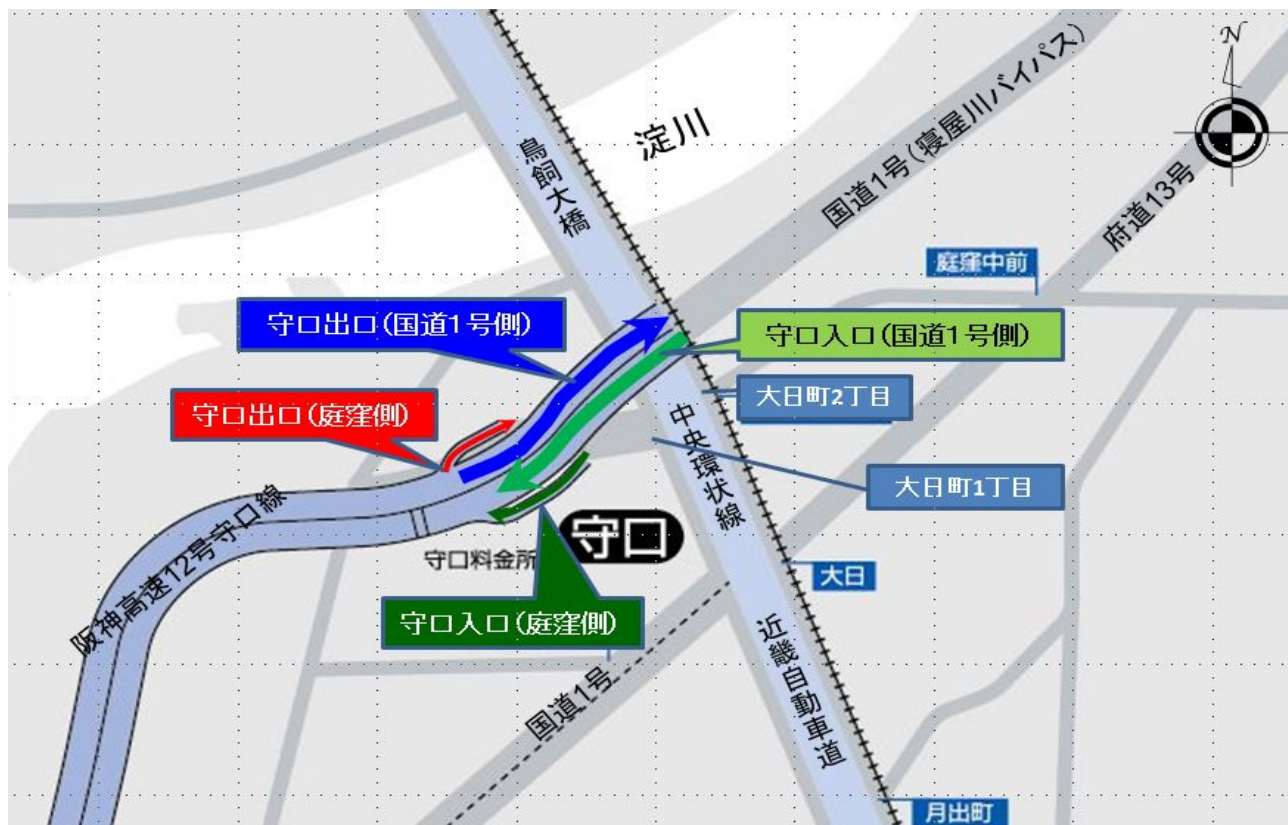 N
淀川
鳥飼大橋
国道1号(寝屋川バイパス)
府道13号
庭窪中前
守口出口(国道1号側)
守口入口(国道1号側)
守口出口(庭窪側)
大日町2丁目
中央環状線
大日町1丁目
阪神高速12号守口線
守口料金所
守口
大日
守口入口(庭窪側)
国道1号
近畿自動車道
月出町